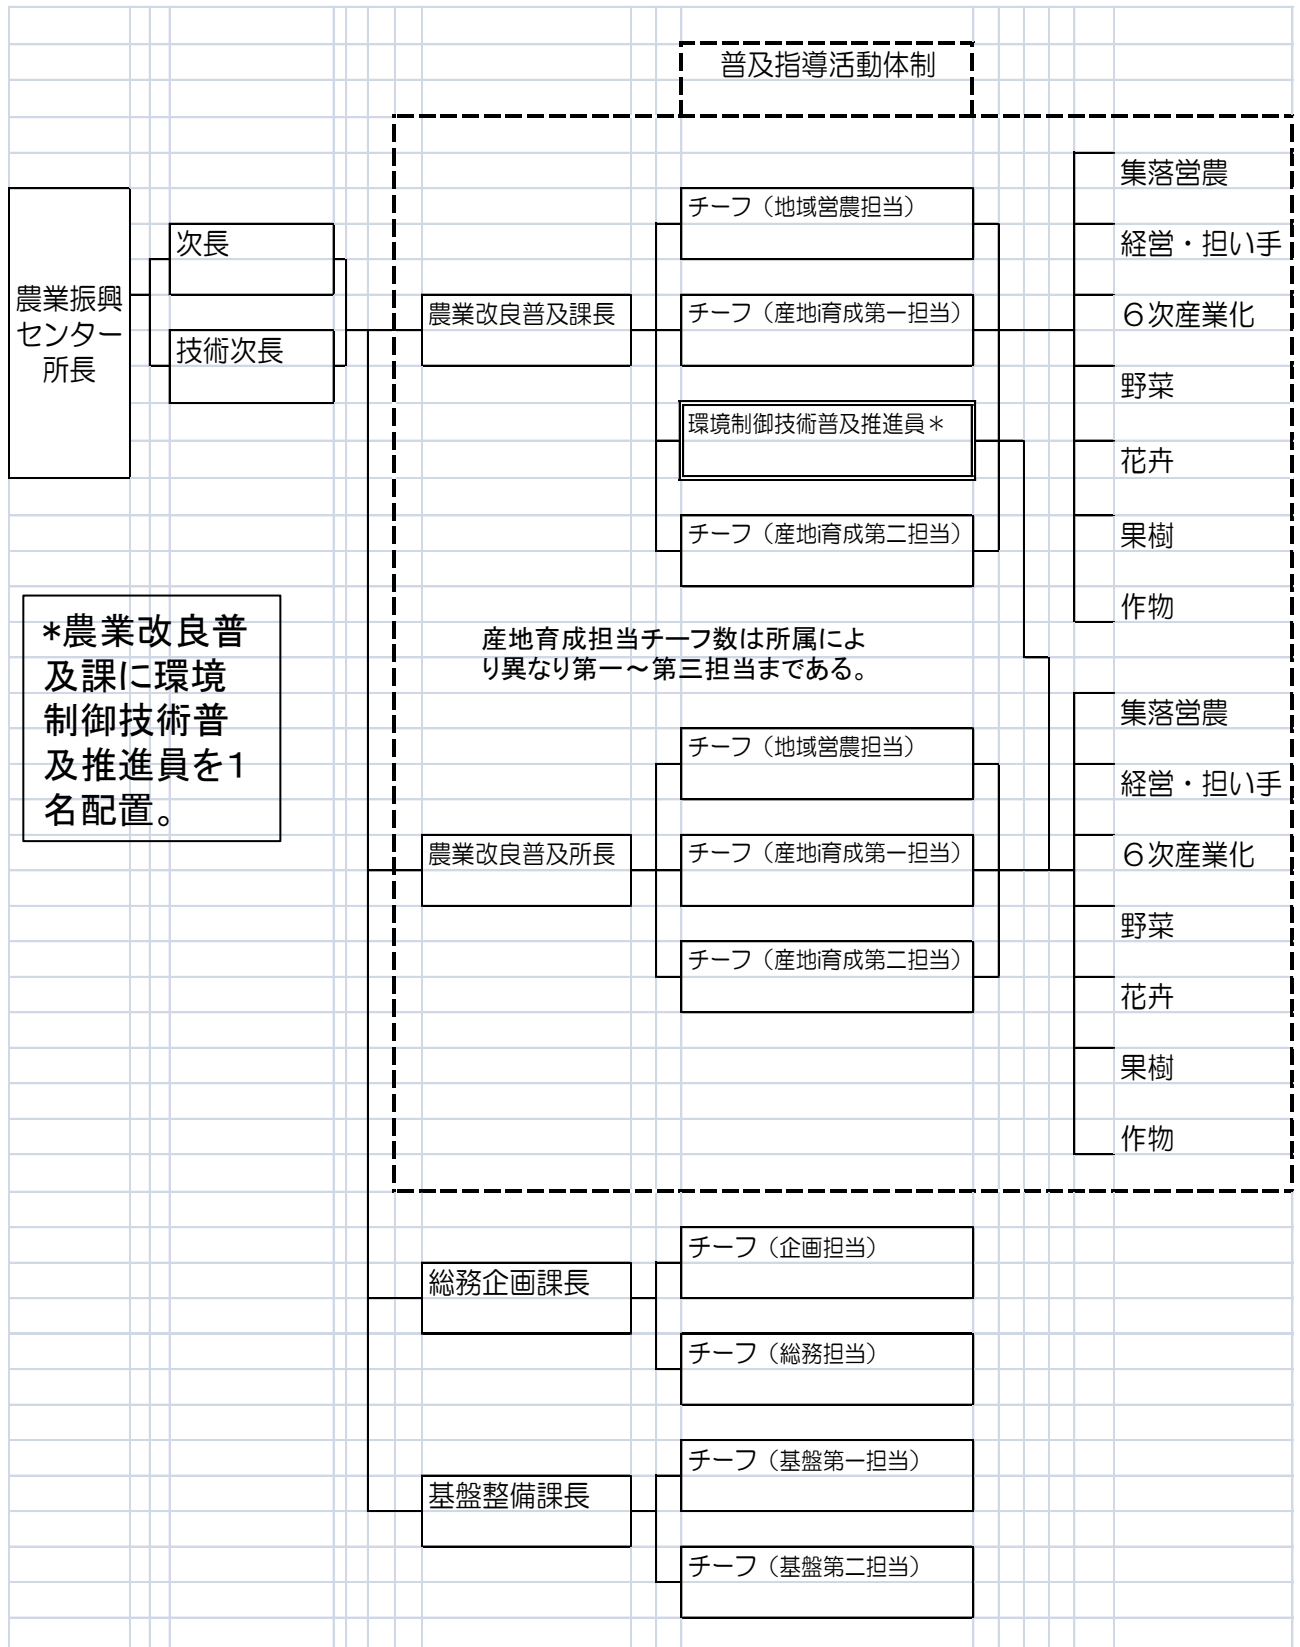 普及指導活動体制
農業振興
センター
所長
次長
技術次長
農業改良普及課長
チーフ（地域営農担当）
チーフ（産地育成第一担当）
環境制御技術普及推進員＊
チーフ（産地育成第二担当）
集落営農
経営・担い手
６次産業化
野菜
花卉
果樹
作物
*農業改良普
及課に環境
制御技術普
及推進員を1
名配置。
産地育成担当チーフ数は所属によ
り異なり第一～第三担当まである。
農業改良普及所長
チーフ（地域営農担当）
チーフ（産地育成第一担当）
チーフ（産地育成第二担当）
集落営農
経営・担い手
６次産業化
野菜
花卉
果樹
作物
総務企画課長
チーフ（企画担当）
チーフ（総務担当）
基盤整備課長
チーフ（基盤第一担当）
チーフ（基盤第二担当）